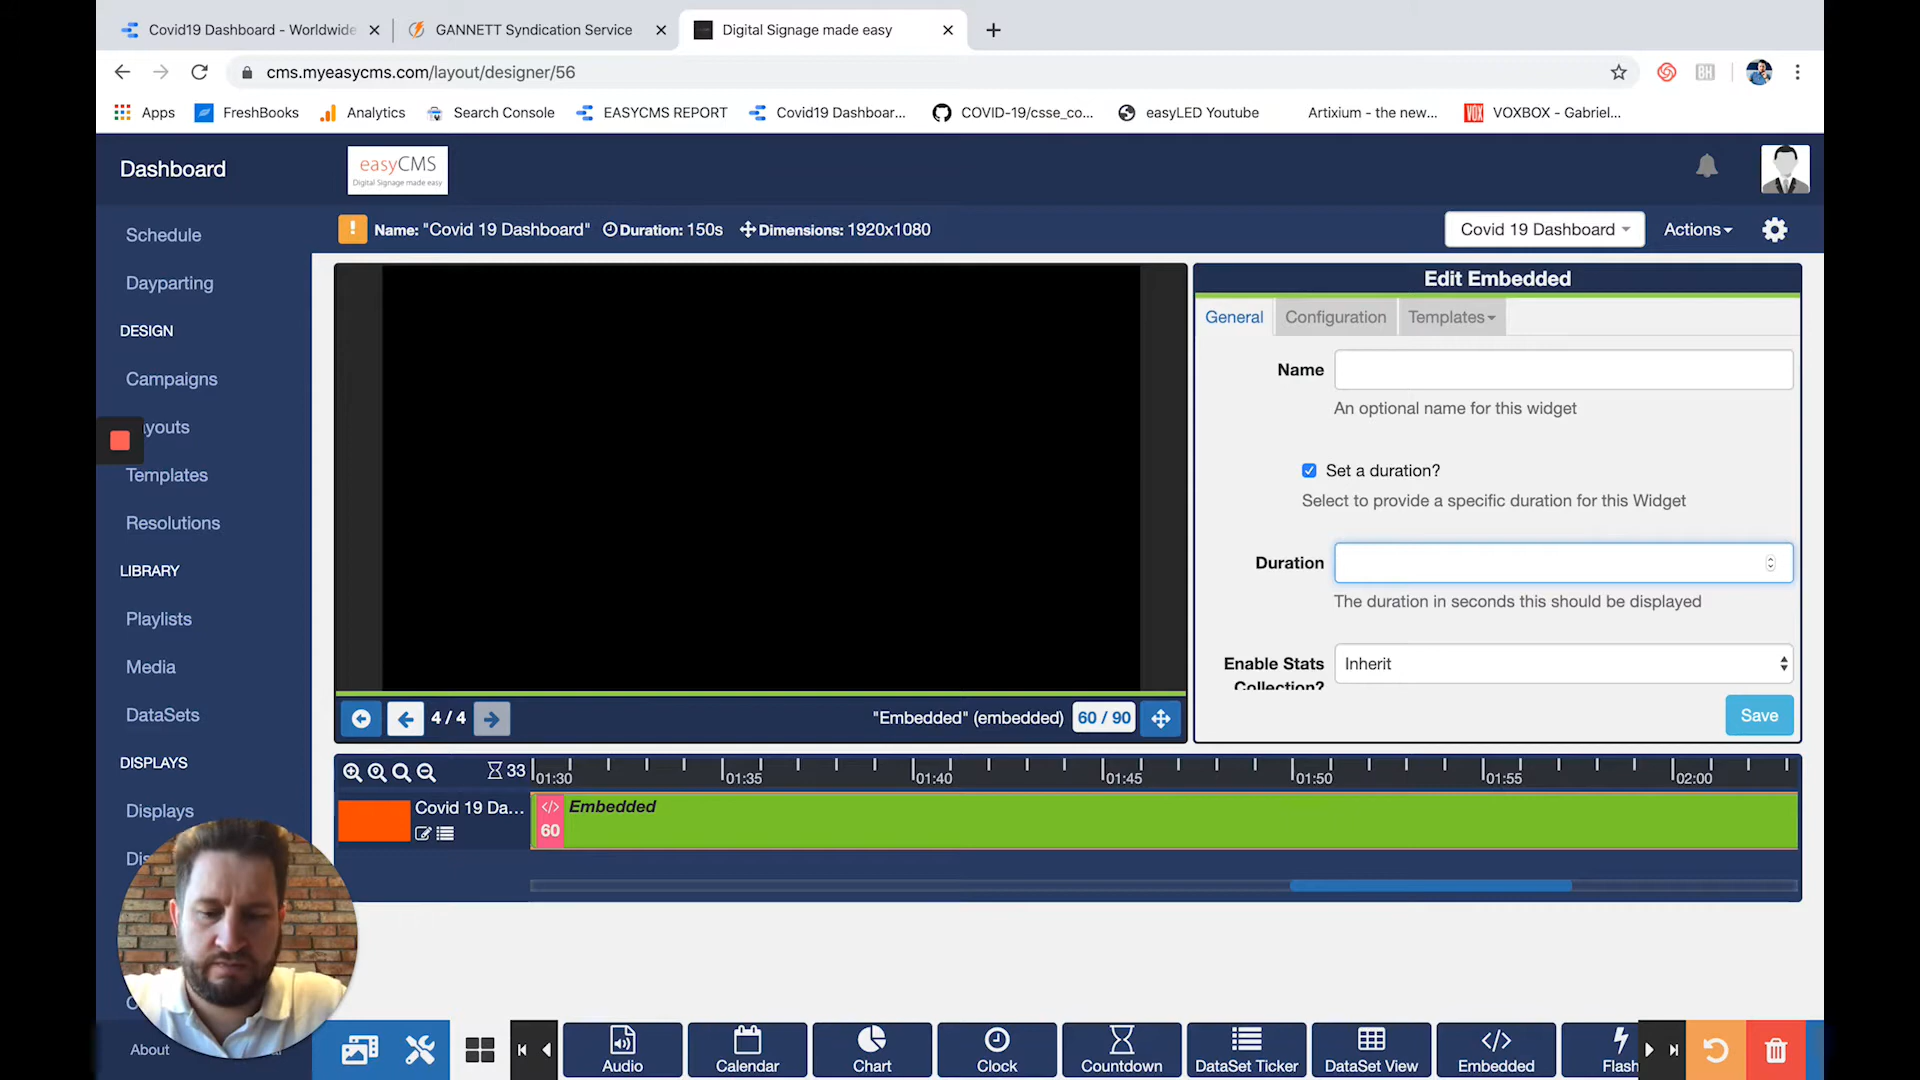 Covid19 Dashboard - Worldwide
GANNETT Syndication Service
Digital Signage made easy
cms.myeasycms.com/layout/designer/56
BH
Apps
FreshBooks
Analytics
Search Console
EASYCMS REPORT
Covid19 Dashboar...
COVID-19/csse_co...
easyLED Youtube
Artixium - the new...
VOX
VOXBOX - Gabriel...
Dashboard
easyCMS
Digital Signage made easy
Schedule
Dayparting
DESIGN
Campaigns
ayouts
Templates
Resolutions
LIBRARY
Playlists
Media
DataSets
DISPLAYS
Displays
About
! Name: "Covid 19 Dashboard" Duration: 150s Dimensions: 1920x1080
Covid 19 Dashboard
Actions
Edit Embedded
General
Configuration
Templates
Name
An optional name for this widget
Set a duration?
Select to provide a specific duration for this Widget
Duration
The duration in seconds this should be displayed
Enable Stats
Collection?
Inherit
Save
4 / 4
"Embedded" (embedded)
60 / 90
33
01:30
01:35
01:40
01:45
01:50
01:55
02:00
Covid 19 Da...
</>
60
Embedded
Audio
Calendar
Chart
Clock
Countdown
DataSet Ticker
DataSet View
Embedded
Flash